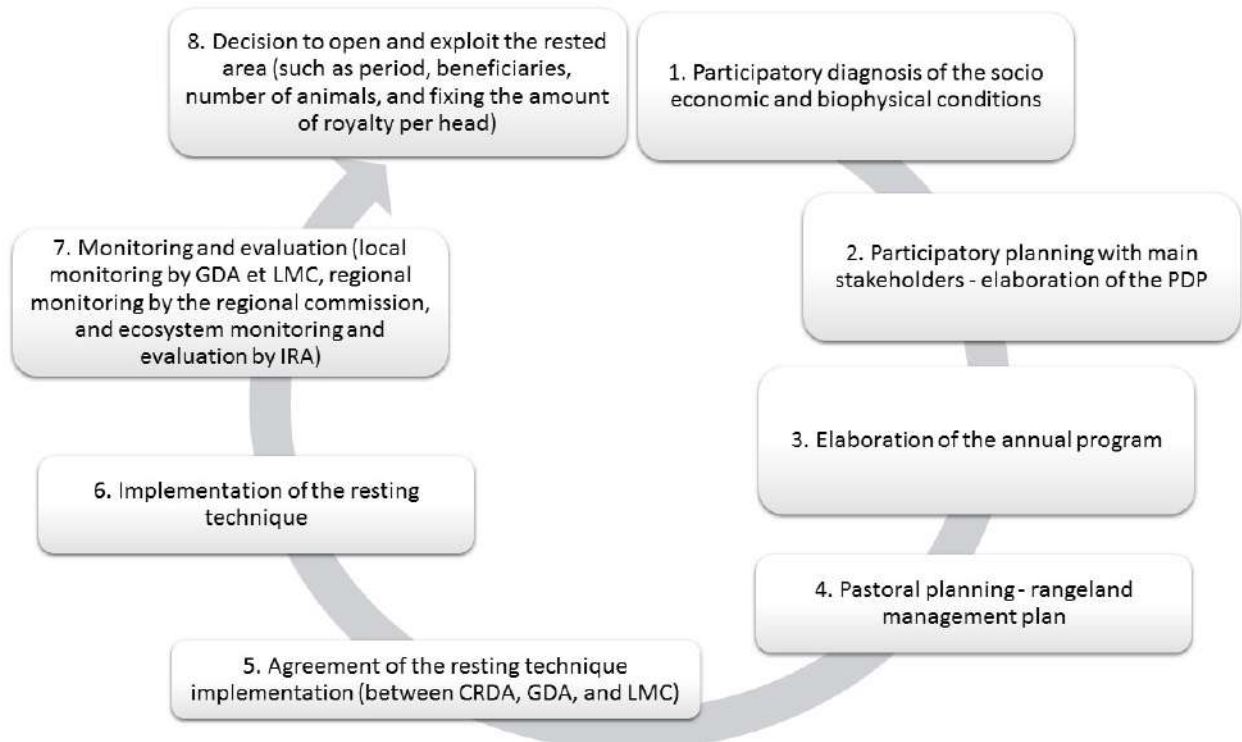 1. Participatory diagnosis of the socio
economic and biophysical conditions
2. Participatory planning with main
stakeholders - elaboration of the PDP
3. Elaboration of the annual program
4. Pastoral planning - rangeland
management plan
5. Agreement of the resting technique
implementation (between CRDA, GDA, and LMC)
6. Implementation of the resting
technique
7. Monitoring and evaluation (local
monitoring by GDA et LMC, regional
monitoring by the regional commission,
and ecosystem monitoring and
evaluation by IRA)
8. Decision to open and exploit the rested
area (such as period, beneficiaries,
number of animals, and fixing the amount
of royalty per head)